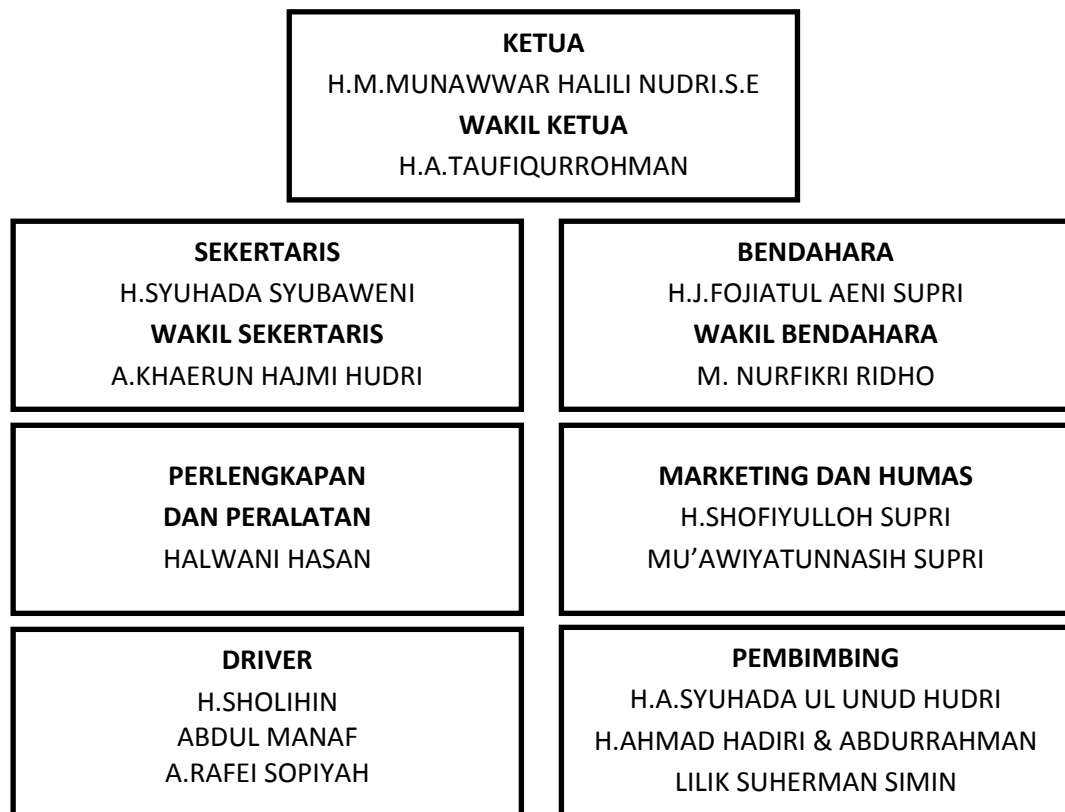 KETUA
H.M.MUNAWWAR HALILI NUDRI.S.E
WAKIL KETUA
H.A.TAUFIQURROHMAN
SEKERTARIS
H.SYUHADA SYUBAWENI
WAKIL SEKERTARIS
A.KHAERUN HAJMI HUDRI
BENDAHARA
H.J.FOJIATUL AENI SUPRI
WAKIL BENDAHARA
M. NURFIKRI RIDHO
PERLENGKAPAN
DAN PERALATAN
HALWANI HASAN
MARKETING DAN HUMAS
H.SHOFIYULLOH SUPRI
MU’AWIYATUNNASIH SUPRI
DRIVER
H.SHOLIHIN
ABDUL MANAF
A.RAFEI SOPIYAH
PEMBIMBING
H.A.SYUHADA UL UNUD HUDRI
H.AHMAD HADIRI & ABDURRAHMAN
LILIK SUHERMAN SIMIN